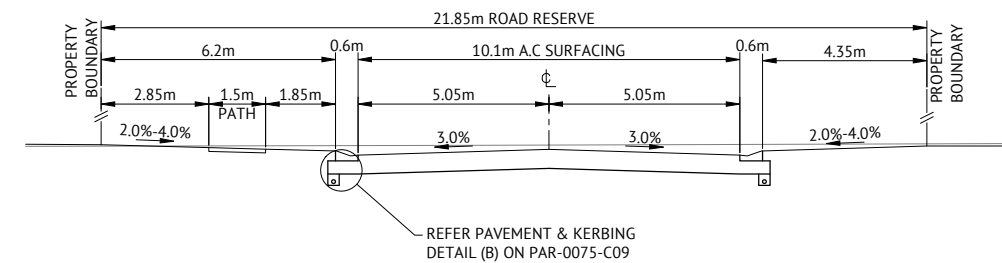 21.85m ROAD RESERVE
PROPERTY
BOUNDARY
6.2m
0.6m
10.1m A.C SURFACING
0.6m
4.35m
PROPERTY
BOUNDARY
2.85m
1.5m
PATH
1.85m
5.05m
℄
5.05m
2.0%-4.0%
3.0%
3.0%
2.0%-4.0%
REFER PAVEMENT & KERBING
DETAIL (B) ON PAR-0075-C09